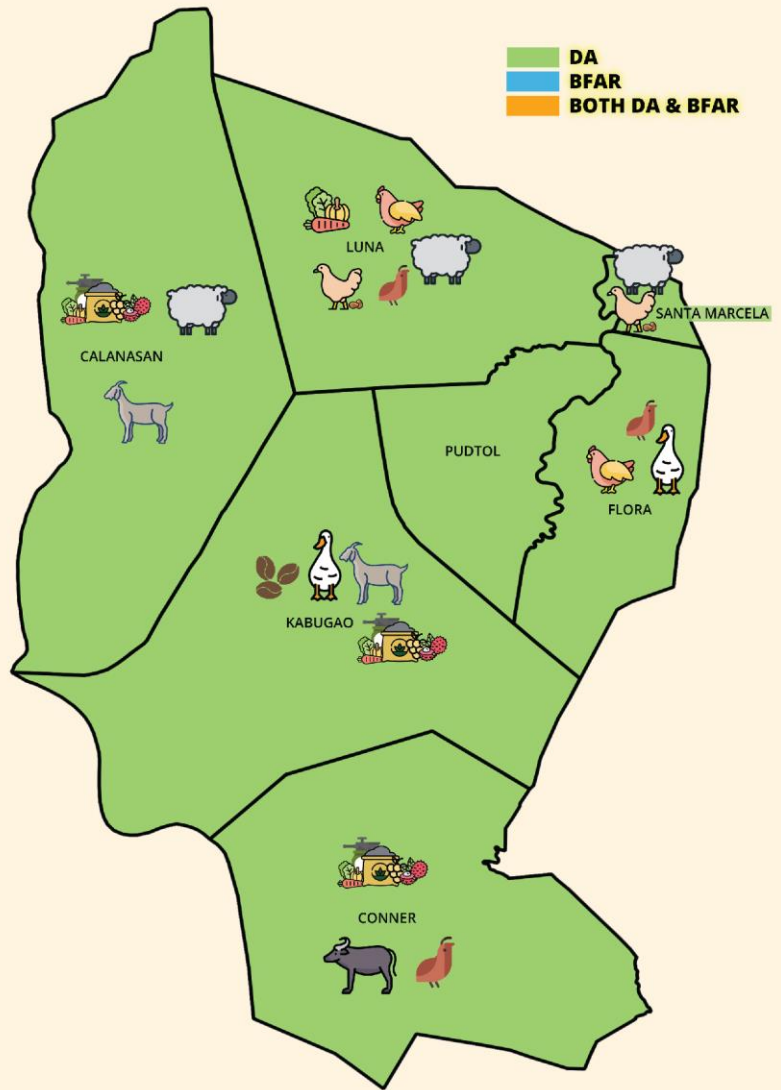 DA
BFAR
BOTH DA & BFAR
LUNA
SANTA MARCELA
CALANASAN
PUDTOL
FLORA
KABUGAO
CONNER